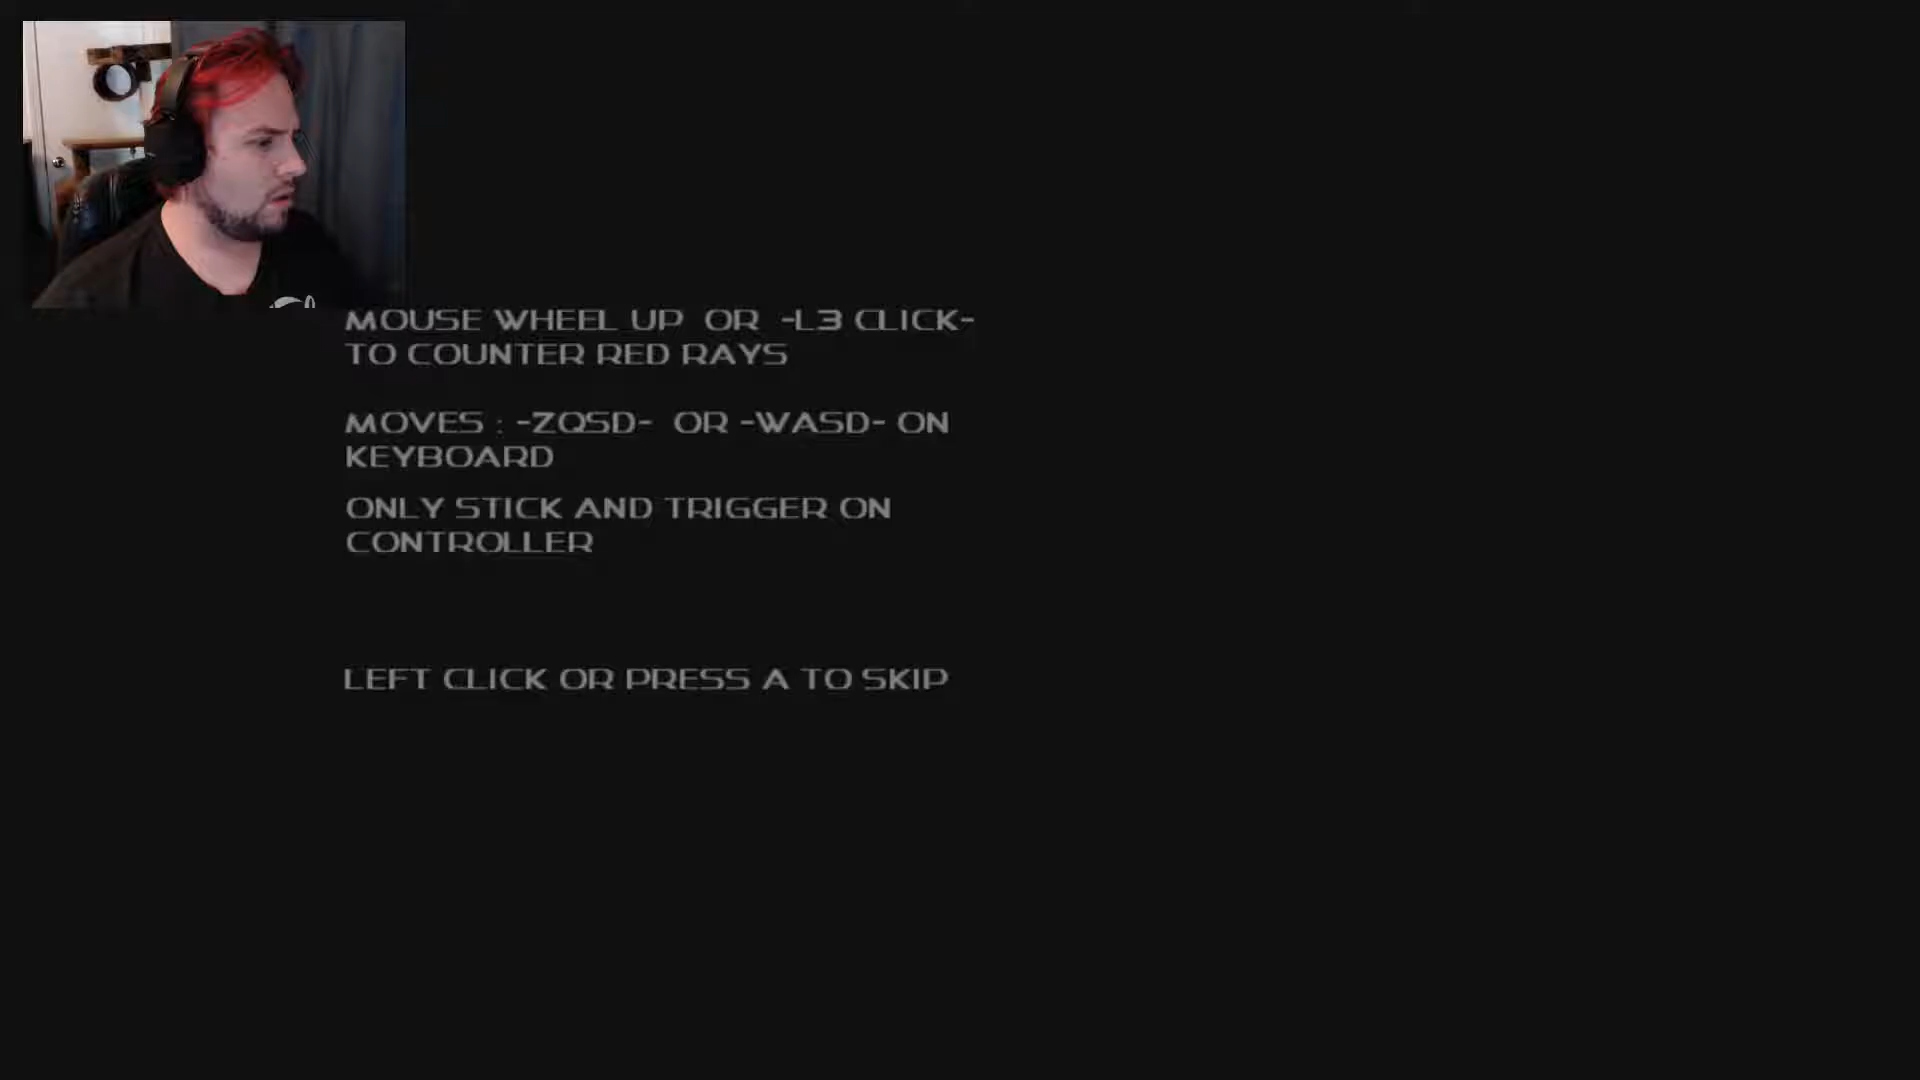 MOUSE WHEEL UP OR -L3 CLICK-
TO COUNTER RED RAYS
MOVES : -ZQSD- OR -WASD- ON
KEYBOARD
ONLY STICK AND TRIGGER ON
CONTROLLER
LEFT CLICK OR PRESS A TO SKIP